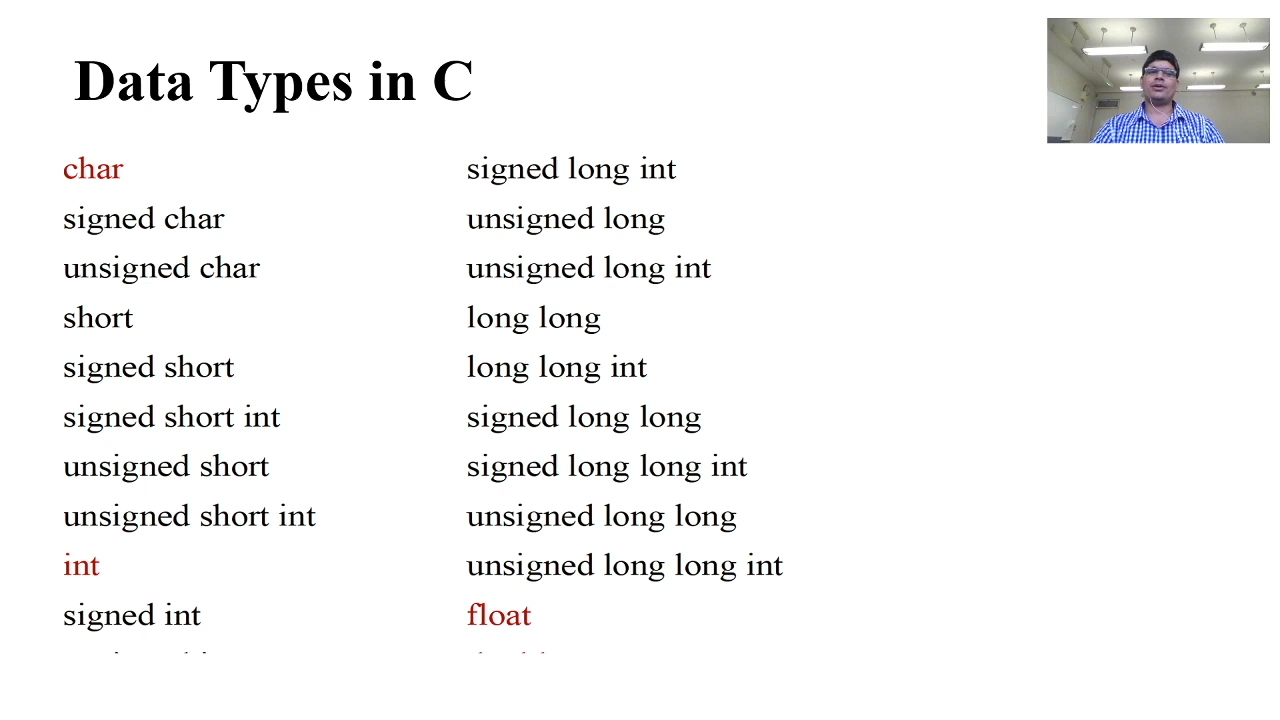 Data Types in C
char
signed char
unsigned char
short
signed short
signed short int
unsigned short
unsigned short int
int
signed int
signed long int
unsigned long
unsigned long int
long long
long long int
signed long long
signed long long int
unsigned long long
unsigned long long int
float